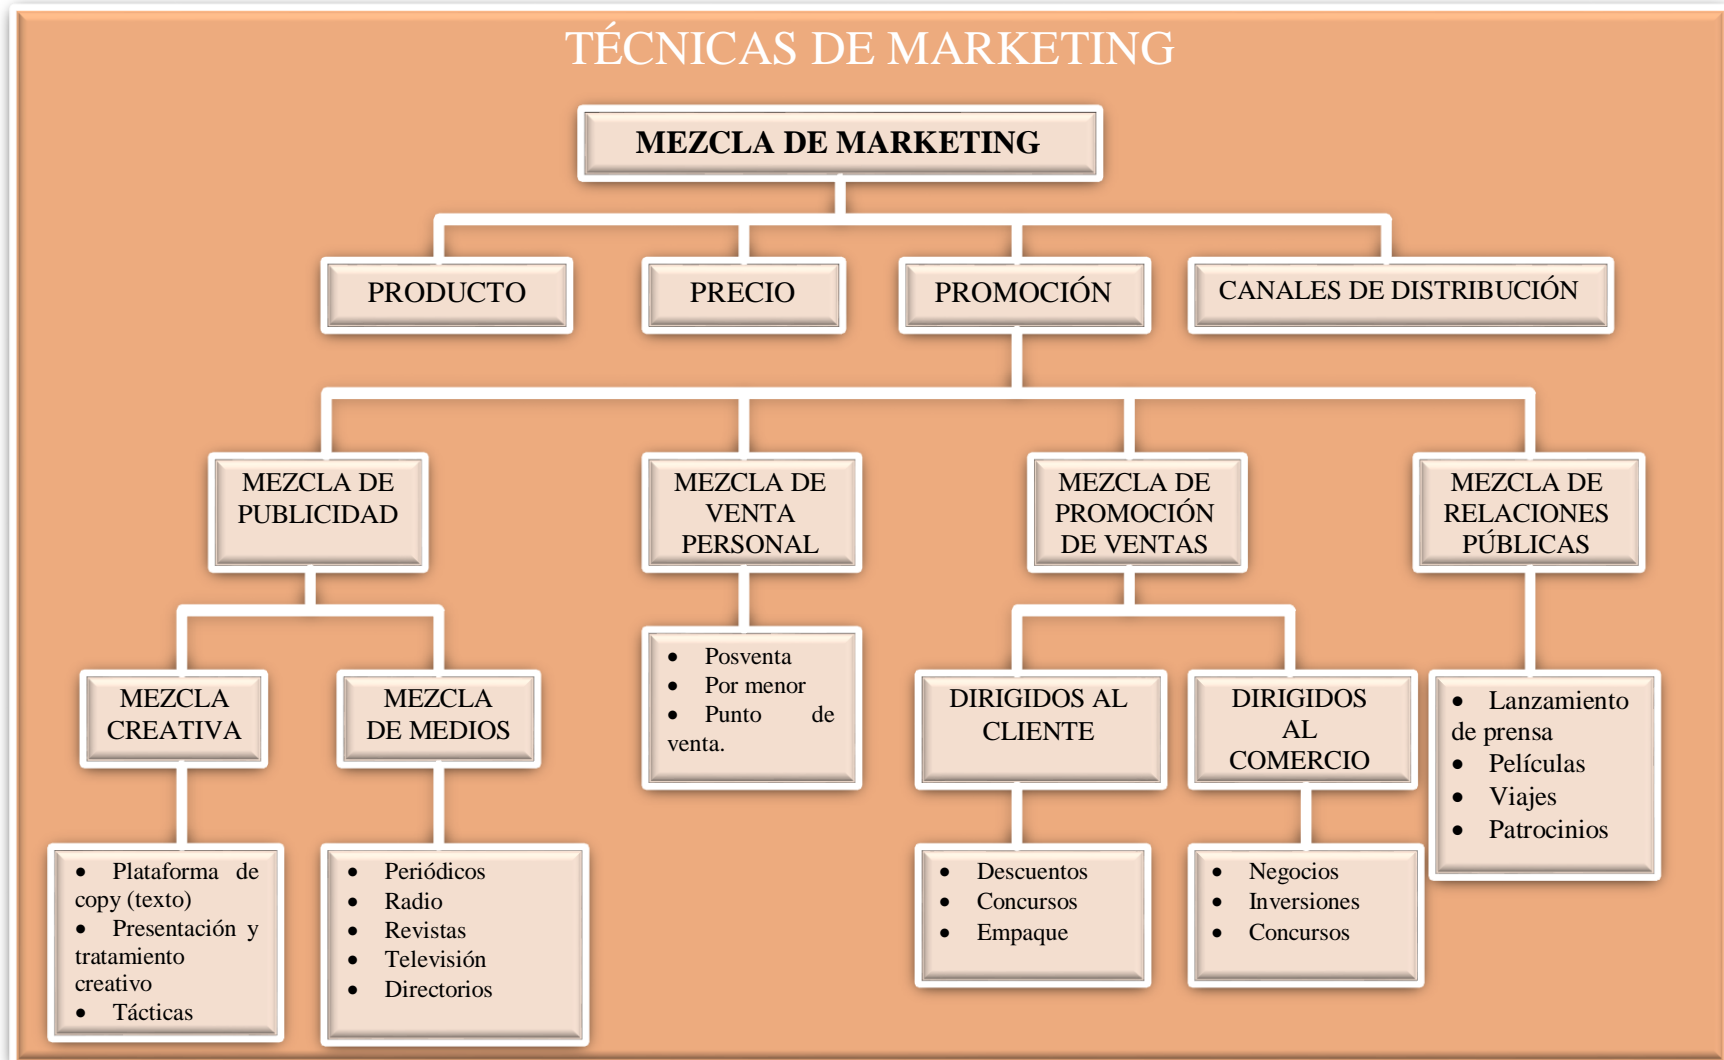 TÉCNICAS DE MARKETING
MEZCLA DE MARKETING
PRODUCTO
PRECIO
PROMOCIÓN
CANALES DE DISTRIBUCIÓN
MEZCLA DE
PUBLICIDAD
MEZCLA DE
VENTA
PERSONAL
MEZCLA DE
PROMOCIÓN
DE VENTAS
MEZCLA DE
RELACIONES
PÚBLICAS
MEZCLA
CREATIVA
MEZCLA
DE MEDIOS
• Posventa
• Por menor
• Punto de
venta.
DIRIGIDOS AL
CLIENTE
DIRIGIDOS
AL
COMERCIO
• Lanzamiento
de prensa
• Películas
• Viajes
• Patrocinios
• Plataforma de
copy (texto)
• Presentación y
tratamiento
creativo
• Tácticas
• Periódicos
• Radio
• Revistas
• Televisión
• Directorios
• Descuentos
• Concursos
• Empaque
• Negocios
• Inversiones
• Concursos